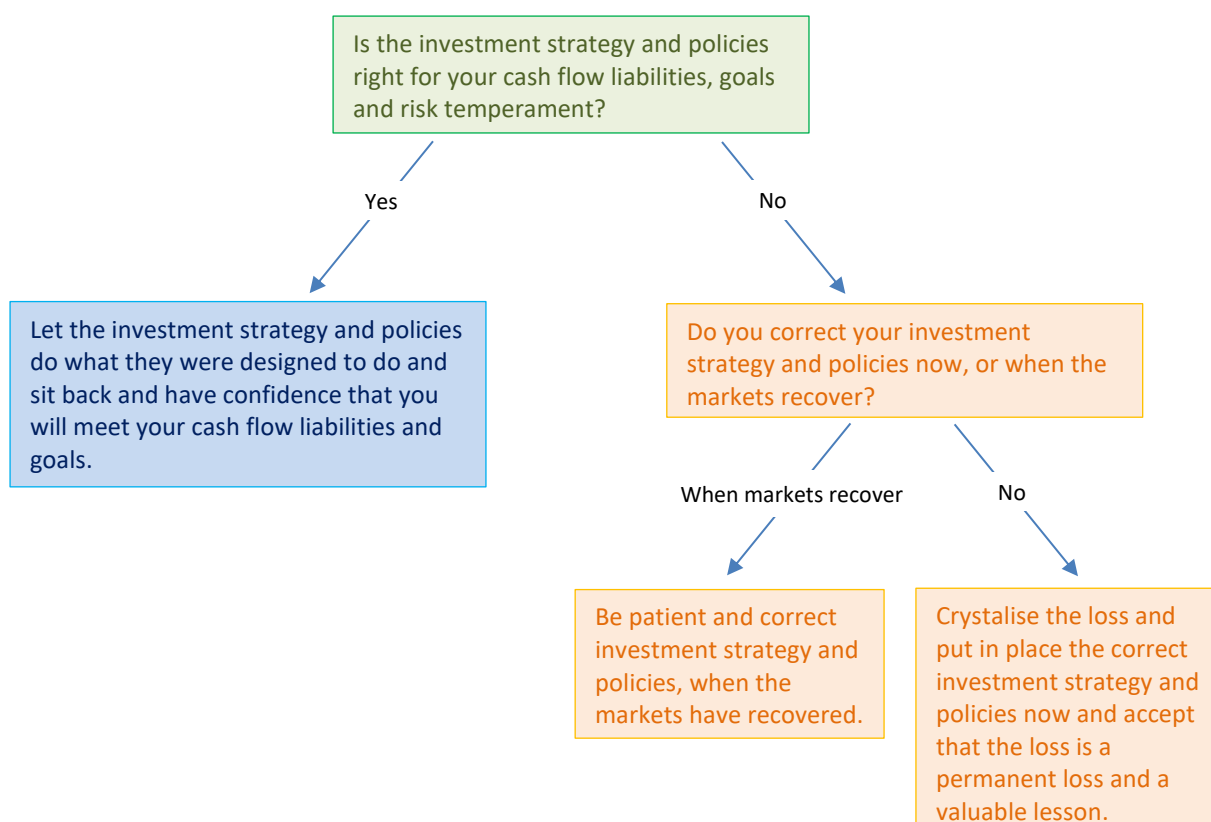 Is the investment strategy and policies
right for your cash flow liabilities, goals
and risk temperament?
Yes
No
Let the investment strategy and policies
do what they were designed to do and
sit back and have confidence that you
will meet your cash flow liabilities and
goals.
Do you correct your investment
strategy and policies now, or when the
markets recover?
When markets recover
No
Be patient and correct
investment strategy and
policies, when the
markets have recovered.
Crystalise the loss and
put in place the correct
investment strategy and
policies now and accept
that the loss is a
permanent loss and a
valuable lesson.